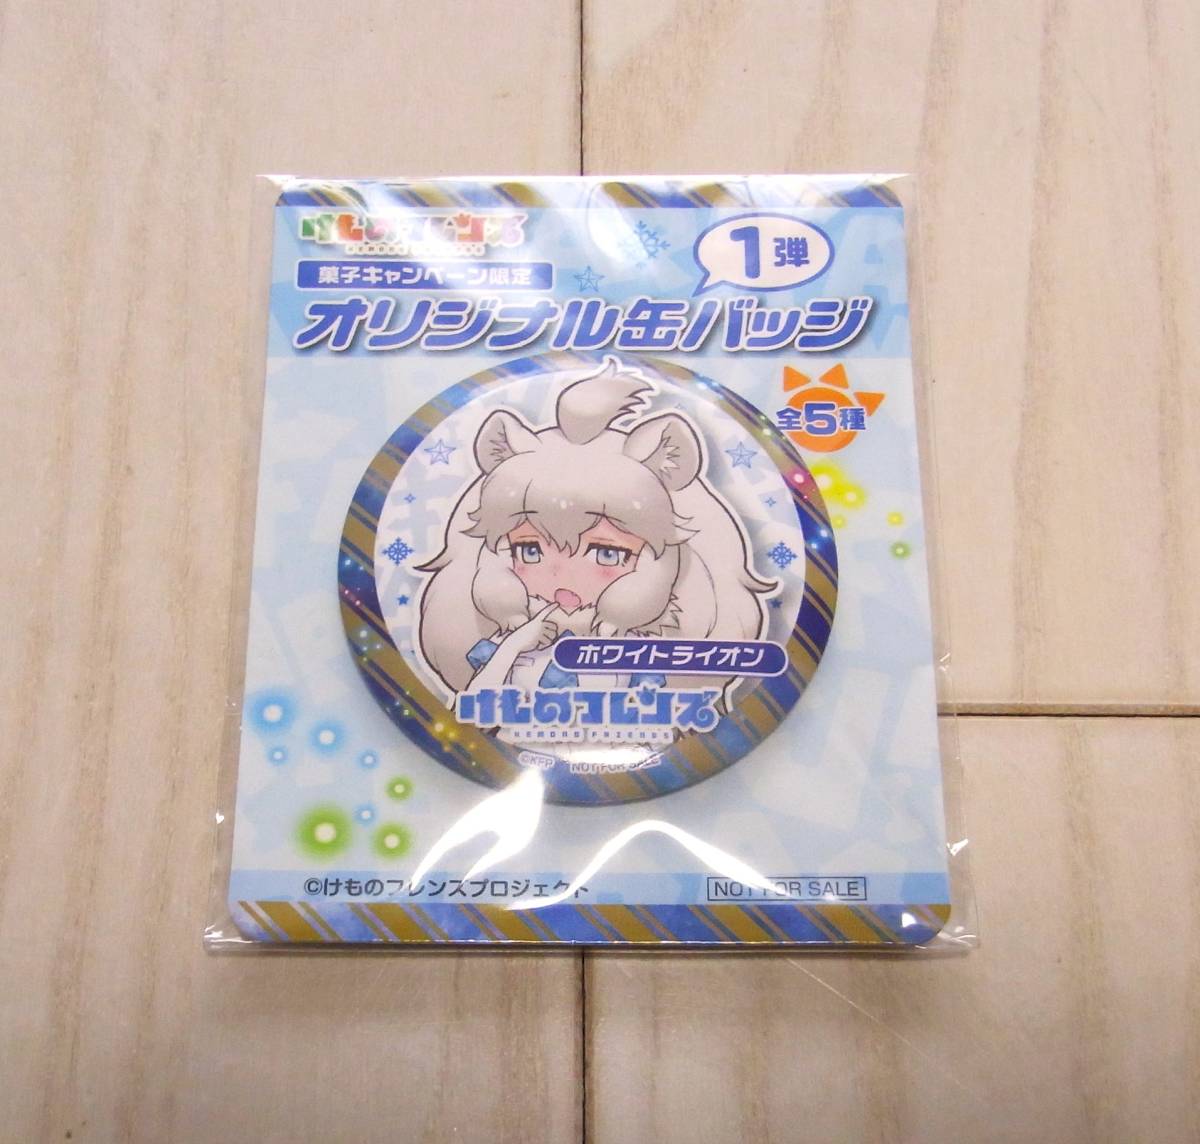 けものフレンズ
KEMONO FRIENDS
菓子キャンペーン限定
1弾
オリジナル缶バッジ
全5種
ホワイトライオン
けものフレンズ
KEMONO FRIENDS
©KFP NOT FOR SALE
©けものフレンズプロジェクト
NOT FOR SALE